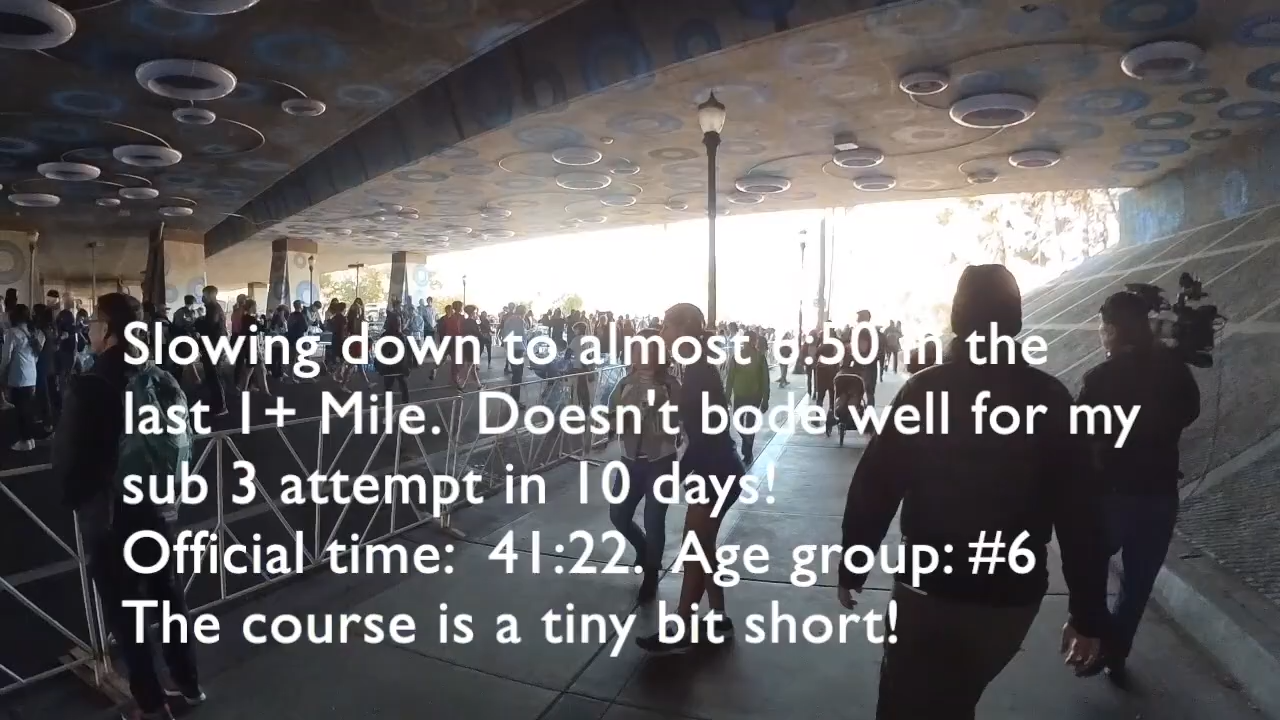 Slowing down to almost 6:50 in the
last 1+ Mile.  Doesn't bode well for my
sub 3 attempt in 10 days!
Official time:  41:22.  Age group: #6
The course is a tiny bit short!